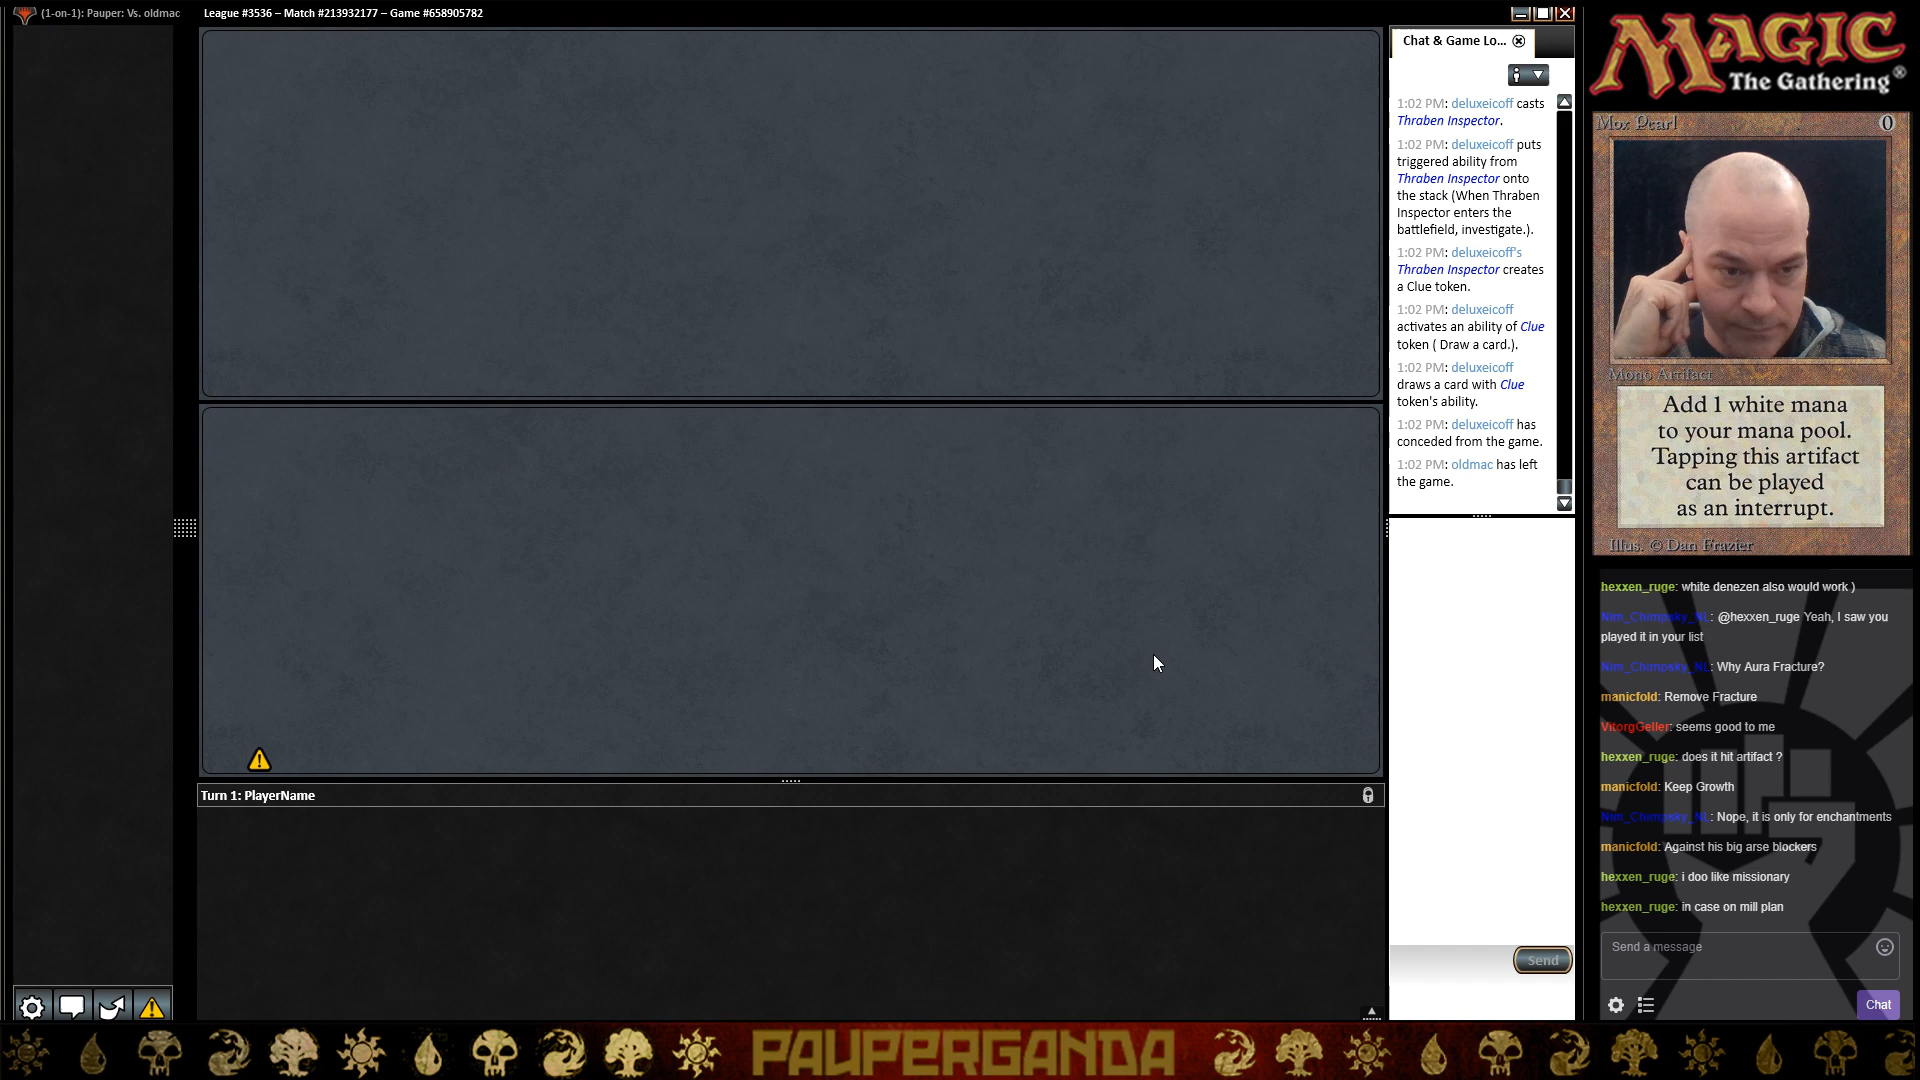 (1-on-1): Pauper: Vs. oldmac
League #3536 – Match #213932177 – Game #658905782
Chat & Game Lo...
1:02 PM: deluxeicoff casts
Thraben Inspector.
1:02 PM: deluxeicoff puts
triggered ability from
Thraben Inspector onto
the stack (When Thraben
Inspector enters the
battlefield, investigate.).
1:02 PM: deluxeicoff's
Thraben Inspector creates
a Clue token.
1:02 PM: deluxeicoff
activates an ability of Clue
token ( Draw a card.).
1:02 PM: deluxeicoff
draws a card with Clue
token's ability.
1:02 PM: deluxeicoff has
conceded from the game.
1:02 PM: oldmac has left
the game.
Send
Turn 1: PlayerName
MAGIC
The Gathering®
Mox Pearl 0
Mono Artifact
Add 1 white mana
to your mana pool.
Tapping this artifact
can be played
as an interrupt.
Illus. © Dan Frazier
hexxen_ruge: white denezen also would work )
Nim_Chimpsky_NL: @hexxen_ruge Yeah, I saw you
played it in your list
Nim_Chimpsky_NL: Why Aura Fracture?
manicfold: Remove Fracture
VitorgGeller: seems good to me
hexxen_ruge: does it hit artifact ?
manicfold: Keep Growth
Nim_Chimpsky_NL: Nope, it is only for enchantments
manicfold: Against his big arse blockers
hexxen_ruge: i doo like missionary
hexxen_ruge: in case on mill plan
Send a message
Chat
PAUPERGANDA